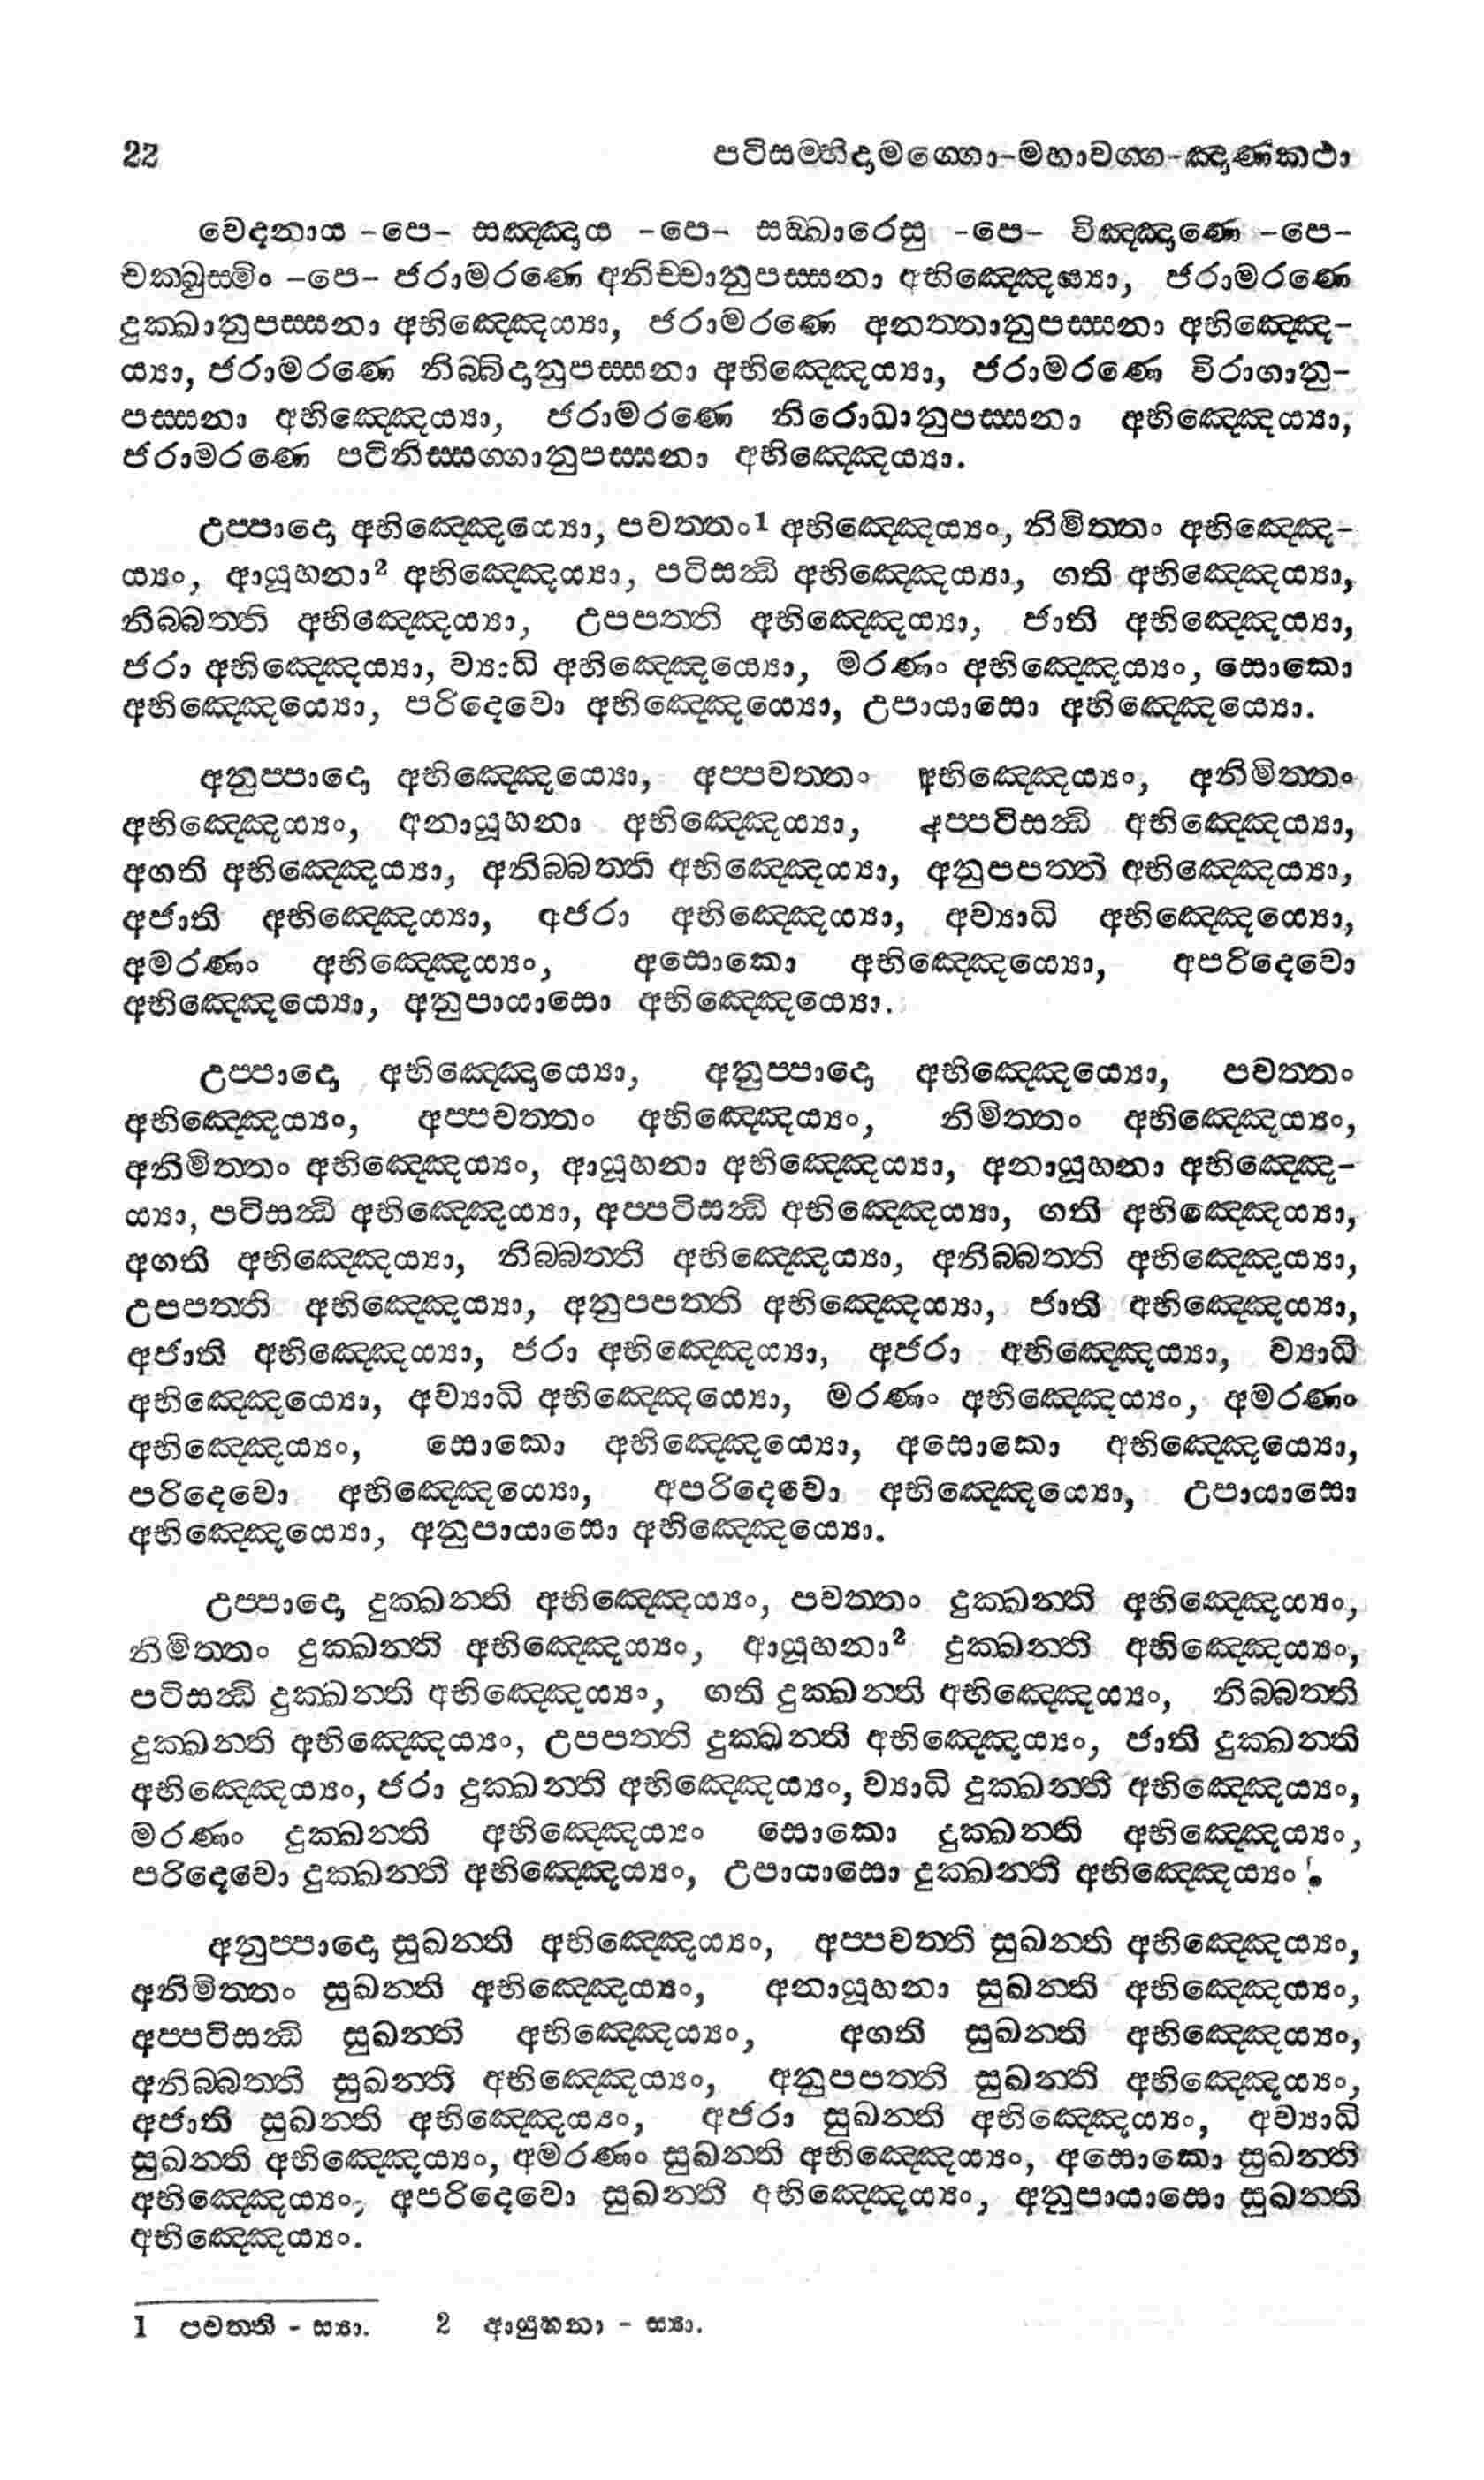 22 පටිසම්භිදාමග්ගො-මහාවග්ග-ඤාණකථා
වෙදනාය -පෙ- සඤ්ඤාය -පෙ- සඞ්ඛාරෙසු -පෙ- විඤ්ඤාණෙ -පෙ-
චක්ඛුස්මිං -පෙ- ජරාමරණෙ අනිච්චානුපස්සනා අභිඤ්ඤෙය්‍යා, ජරාමරණෙ
දුක්ඛානුපස්සනා අභිඤ්ඤෙය්‍යා, ජරාමරණෙ අනත්තානුපස්සනා අභිඤ්ඤෙ-
ය්‍යා, ජරාමරණෙ නිබ්බිදානුපස්සනා අභිඤ්ඤෙය්‍යා, ජරාමරණෙ විරාගානු-
පස්සනා අභිඤ්ඤෙය්‍යා, ජරාමරණෙ නිරොධානුපස්සනා අභිඤ්ඤෙය්‍යා,
ජරාමරණෙ පටිනිස්සග්ගානුපස්සනා අභිඤ්ඤෙය්‍යා.
උප්පාදො අභිඤ්ඤෙය්‍යො, පවත්තං1 අභිඤ්ඤෙය්‍යං, නිමිත්තං අභිඤ්ඤෙ-
ය්‍යං, ආයූහනා2 අභිඤ්ඤෙය්‍යා, පටිසන්ධි අභිඤ්ඤෙය්‍යා, ගති අභිඤ්ඤෙය්‍යා,
නිබ්බත්ති අභිඤ්ඤෙය්‍යා, උපපත්ති අභිඤ්ඤෙය්‍යා, ජාති අභිඤ්ඤෙය්‍යා,
ජරා අභිඤ්ඤෙය්‍යා, ව්‍යාධි අභිඤ්ඤෙය්‍යො, මරණං අභිඤ්ඤෙය්‍යං, සොකො
අභිඤ්ඤෙය්‍යො, පරිදෙවො අභිඤ්ඤෙය්‍යො, උපායාසො අභිඤ්ඤෙය්‍යො.
අනුප්පාදො අභිඤ්ඤෙය්‍යො, අප්පවත්තං අභිඤ්ඤෙය්‍යං, අනිමිත්තං
අභිඤ්ඤෙය්‍යං, අනායූහනා අභිඤ්ඤෙය්‍යා, අප්පටිසන්ධි අභිඤ්ඤෙය්‍යා,
අගති අභිඤ්ඤෙය්‍යා, අනිබ්බත්ති අභිඤ්ඤෙය්‍යා, අනුපපත්ති අභිඤ්ඤෙය්‍යා,
අජාති අභිඤ්ඤෙය්‍යා, අජරා අභිඤ්ඤෙය්‍යා, අව්‍යාධි අභිඤ්ඤෙය්‍යො,
අමරණං අභිඤ්ඤෙය්‍යං, අසොකො අභිඤ්ඤෙය්‍යො, අපරිදෙවො
අභිඤ්ඤෙය්‍යො, අනුපායාසො අභිඤ්ඤෙය්‍යො.
උප්පාදො අභිඤ්ඤෙය්‍යො, අනුප්පාදො අභිඤ්ඤෙය්‍යො, පවත්තං
අභිඤ්ඤෙය්‍යං, අප්පවත්තං අභිඤ්ඤෙය්‍යං, නිමිත්තං අභිඤ්ඤෙය්‍යං,
අනිමිත්තං අභිඤ්ඤෙය්‍යං, ආයූහනා අභිඤ්ඤෙය්‍යා, අනායූහනා අභිඤ්ඤෙ-
ය්‍යා, පටිසන්ධි අභිඤ්ඤෙය්‍යා, අප්පටිසන්ධි අභිඤ්ඤෙය්‍යා, ගති අභිඤ්ඤෙය්‍යා,
අගති අභිඤ්ඤෙය්‍යා, නිබ්බත්ති අභිඤ්ඤෙය්‍යා, අනිබ්බත්ති අභිඤ්ඤෙය්‍යා,
උපපත්ති අභිඤ්ඤෙය්‍යා, අනුපපත්ති අභිඤ්ඤෙය්‍යා, ජාති අභිඤ්ඤෙය්‍යා,
අජාති අභිඤ්ඤෙය්‍යා, ජරා අභිඤ්ඤෙය්‍යා, අජරා අභිඤ්ඤෙය්‍යා, ව්‍යාධි
අභිඤ්ඤෙය්‍යො, අව්‍යාධි අභිඤ්ඤෙය්‍යො, මරණං අභිඤ්ඤෙය්‍යං, අමරණං
අභිඤ්ඤෙය්‍යං, සොකො අභිඤ්ඤෙය්‍යො, අසොකො අභිඤ්ඤෙය්‍යො,
පරිදෙවො අභිඤ්ඤෙය්‍යො, අපරිදෙවො අභිඤ්ඤෙය්‍යො, උපායාසො
අභිඤ්ඤෙය්‍යො, අනුපායාසො අභිඤ්ඤෙය්‍යො.
උප්පාදො දුක්ඛන්ති අභිඤ්ඤෙය්‍යං, පවත්තං දුක්ඛන්ති අභිඤ්ඤෙය්‍යං,
නිමිත්තං දුක්ඛන්ති අභිඤ්ඤෙය්‍යං, ආයූහනා2 දුක්ඛන්ති අභිඤ්ඤෙය්‍යං,
පටිසන්ධි දුක්ඛන්ති අභිඤ්ඤෙය්‍යං, ගති දුක්ඛන්ති අභිඤ්ඤෙය්‍යං, නිබ්බත්ති
දුක්ඛන්ති අභිඤ්ඤෙය්‍යං, උපපත්ති දුක්ඛන්ති අභිඤ්ඤෙය්‍යං, ජාති දුක්ඛන්ති
අභිඤ්ඤෙය්‍යං, ජරා දුක්ඛන්ති අභිඤ්ඤෙය්‍යං, ව්‍යාධි දුක්ඛන්ති අභිඤ්ඤෙය්‍යං,
මරණං දුක්ඛන්ති අභිඤ්ඤෙය්‍යං සොකො දුක්ඛන්ති අභිඤ්ඤෙය්‍යං,
පරිදෙවො දුක්ඛන්ති අභිඤ්ඤෙය්‍යං, උපායාසො දුක්ඛන්ති අභිඤ්ඤෙය්‍යං.
අනුප්පාදො සුඛන්ති අභිඤ්ඤෙය්‍යං, අප්පවත්තී සුඛන්ති අභිඤ්ඤෙය්‍යං,
අනිමිත්තං සුඛන්ති අභිඤ්ඤෙය්‍යං, අනායූහනා සුඛන්ති අභිඤ්ඤෙය්‍යං,
අප්පටිසන්ධි සුඛන්ති අභිඤ්ඤෙය්‍යං, අගති සුඛන්ති අභිඤ්ඤෙය්‍යං,
අනිබ්බත්ති සුඛන්ති අභිඤ්ඤෙය්‍යං, අනුපපත්ති සුඛන්ති අභිඤ්ඤෙය්‍යං,
අජාති සුඛන්ති අභිඤ්ඤෙය්‍යං, අජරා සුඛන්ති අභිඤ්ඤෙය්‍යං, අව්‍යාධි
සුඛන්ති අභිඤ්ඤෙය්‍යං, අමරණං සුඛන්ති අභිඤ්ඤෙය්‍යං, අසොකො සුඛන්ති
අභිඤ්ඤෙය්‍යං, අපරිදෙවො සුඛන්ති අභිඤ්ඤෙය්‍යං, අනුපායාසො සුඛන්ති
අභිඤ්ඤෙය්‍යං.
1 පවත්ති - ස්‍යා. 2 ආයුහනා - ස්‍යා.